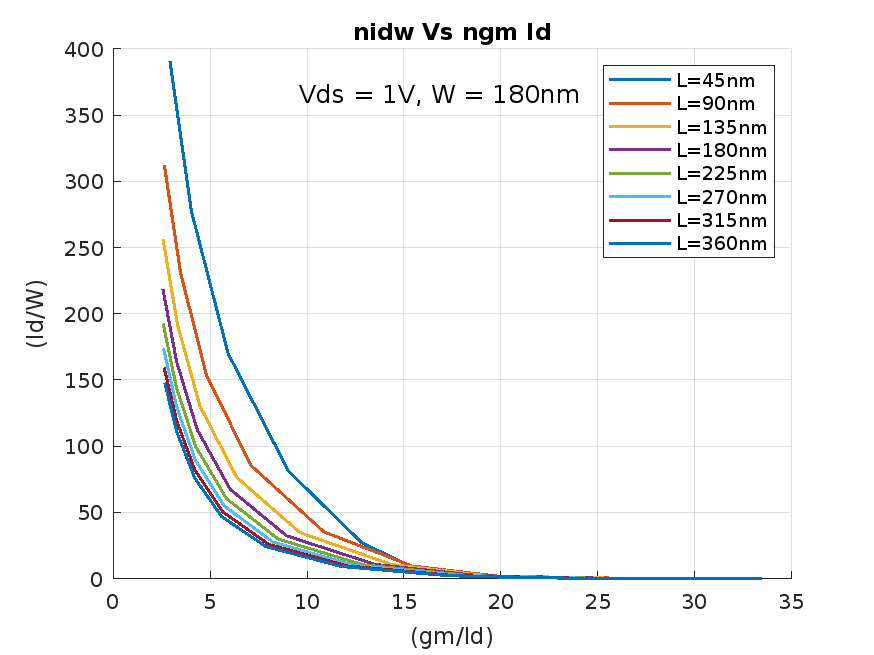 nidw Vs ngm Id
Vds = 1V, W = 180nm
L=45nm
L=90nm
L=135nm
L=180nm
L=225nm
L=270nm
L=315nm
L=360nm
400
350
300
250
200
150
100
50
0
(Id/W)
0 5 10 15 20 25 30 35
(gm/Id)